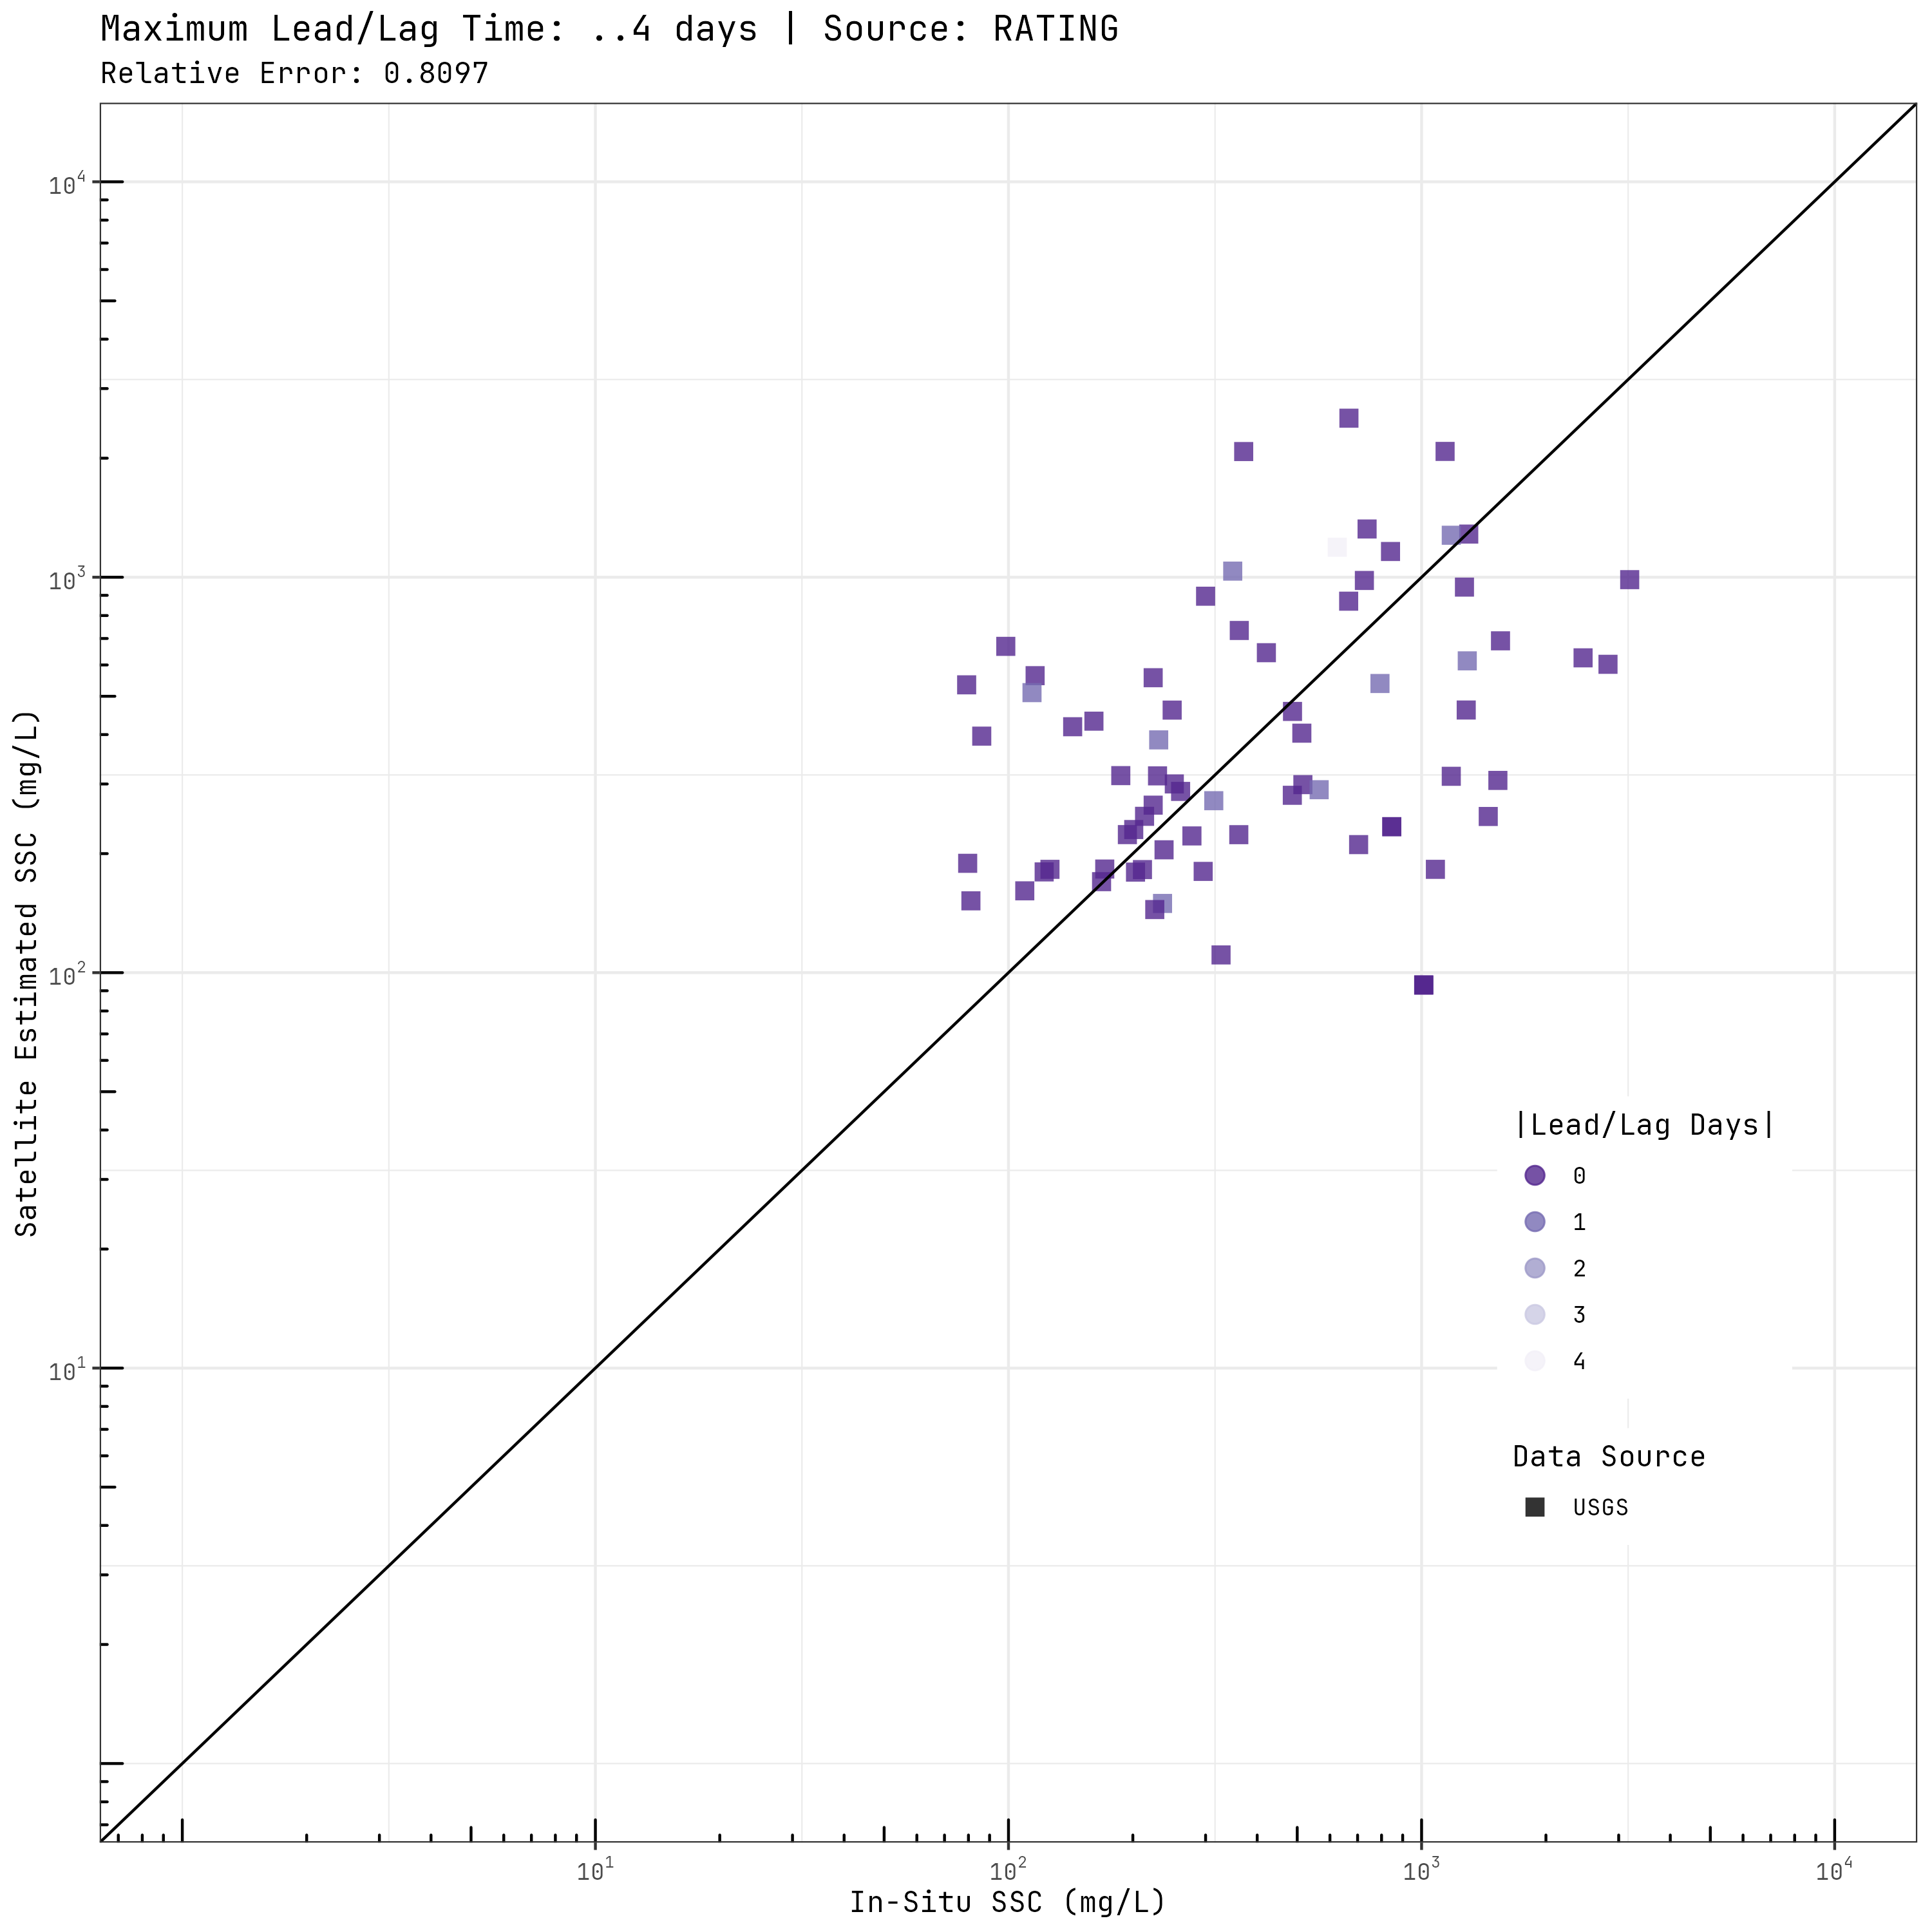 Maximum Lead/Lag Time: ..4 days | Source: RATING
Relative Error: 0.8097
Satellite Estimated SSC (mg/L)
10⁴
10³
10²
10¹
|Lead/Lag Days|
0
1
2
3
4
Data Source
USGS
10¹ 10² 10³ 10⁴
In-Situ SSC (mg/L)